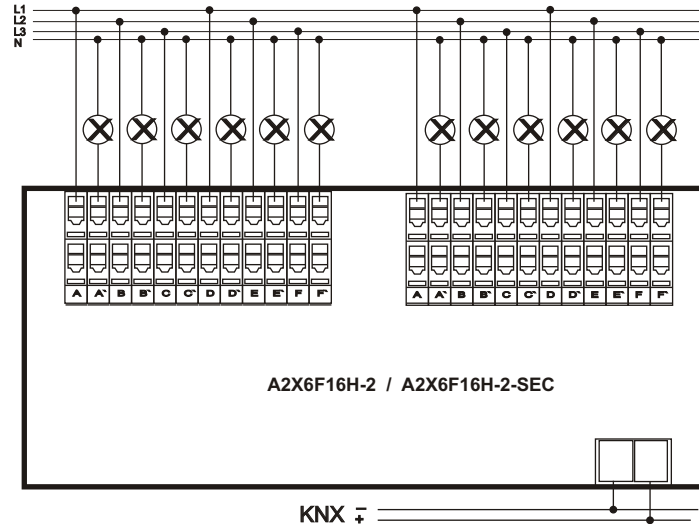 L1
L2
L3
N
A A` B B` C C` D D` E E` F F`
A A` B B` C C` D D` E E` F F`
A2X6F16H-2 / A2X6F16H-2-SEC
KNX − +